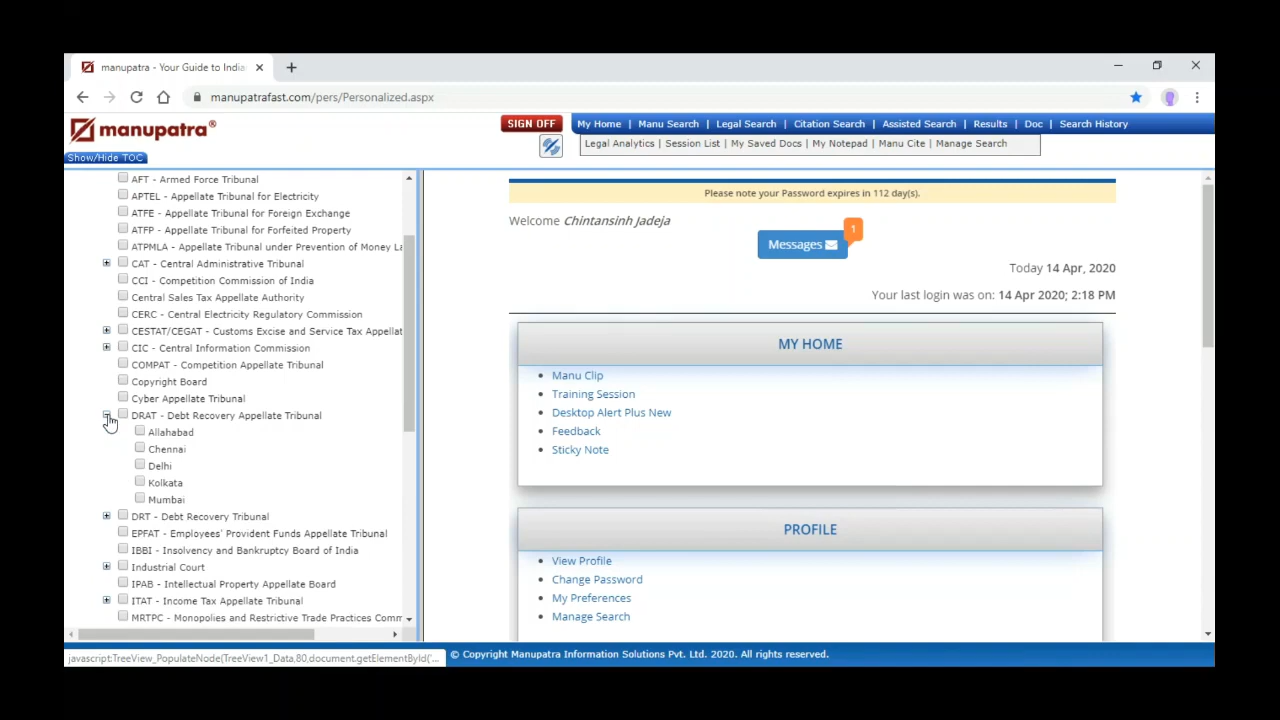 manupatra - Your Guide to India
manupatrafast.com/pers/Personalized.aspx
manupatra®
SIGN OFF
My Home | Manu Search | Legal Search | Citation Search | Assisted Search | Results | Doc | Search History
Legal Analytics | Session List | My Saved Docs | My Notepad | Manu Cite | Manage Search
Show/Hide TOC
AFT - Armed Force Tribunal
APTEL - Appellate Tribunal for Electricity
ATFE - Appellate Tribunal for Foreign Exchange
ATFP - Appellate Tribunal for Forfeited Property
ATPMLA - Appellate Tribunal under Prevention of Money La
CAT - Central Administrative Tribunal
CCI - Competition Commission of India
Central Sales Tax Appellate Authority
CERC - Central Electricity Regulatory Commission
CESTAT/CEGAT - Customs Excise and Service Tax Appellat
CIC - Central Information Commission
COMPAT - Competition Appellate Tribunal
Copyright Board
Cyber Appellate Tribunal
DRAT - Debt Recovery Appellate Tribunal
Allahabad
Chennai
Delhi
Kolkata
Mumbai
DRT - Debt Recovery Tribunal
EPFAT - Employees' Provident Funds Appellate Tribunal
IBBI - Insolvency and Bankruptcy Board of India
Industrial Court
IPAB - Intellectual Property Appellate Board
ITAT - Income Tax Appellate Tribunal
MRTPC - Monopolies and Restrictive Trade Practices Comm
Please note your Password expires in 112 day(s).
Welcome Chintansinh Jadeja
Messages
1
Today 14 Apr, 2020
Your last login was on: 14 Apr 2020; 2:18 PM
MY HOME
Manu Clip
Training Session
Desktop Alert Plus New
Feedback
Sticky Note
PROFILE
View Profile
Change Password
My Preferences
Manage Search
javascript:TreeView_PopulateNode(TreeView1_Data,80,document.getElementById('...
© Copyright Manupatra Information Solutions Pvt. Ltd. 2020. All rights reserved.